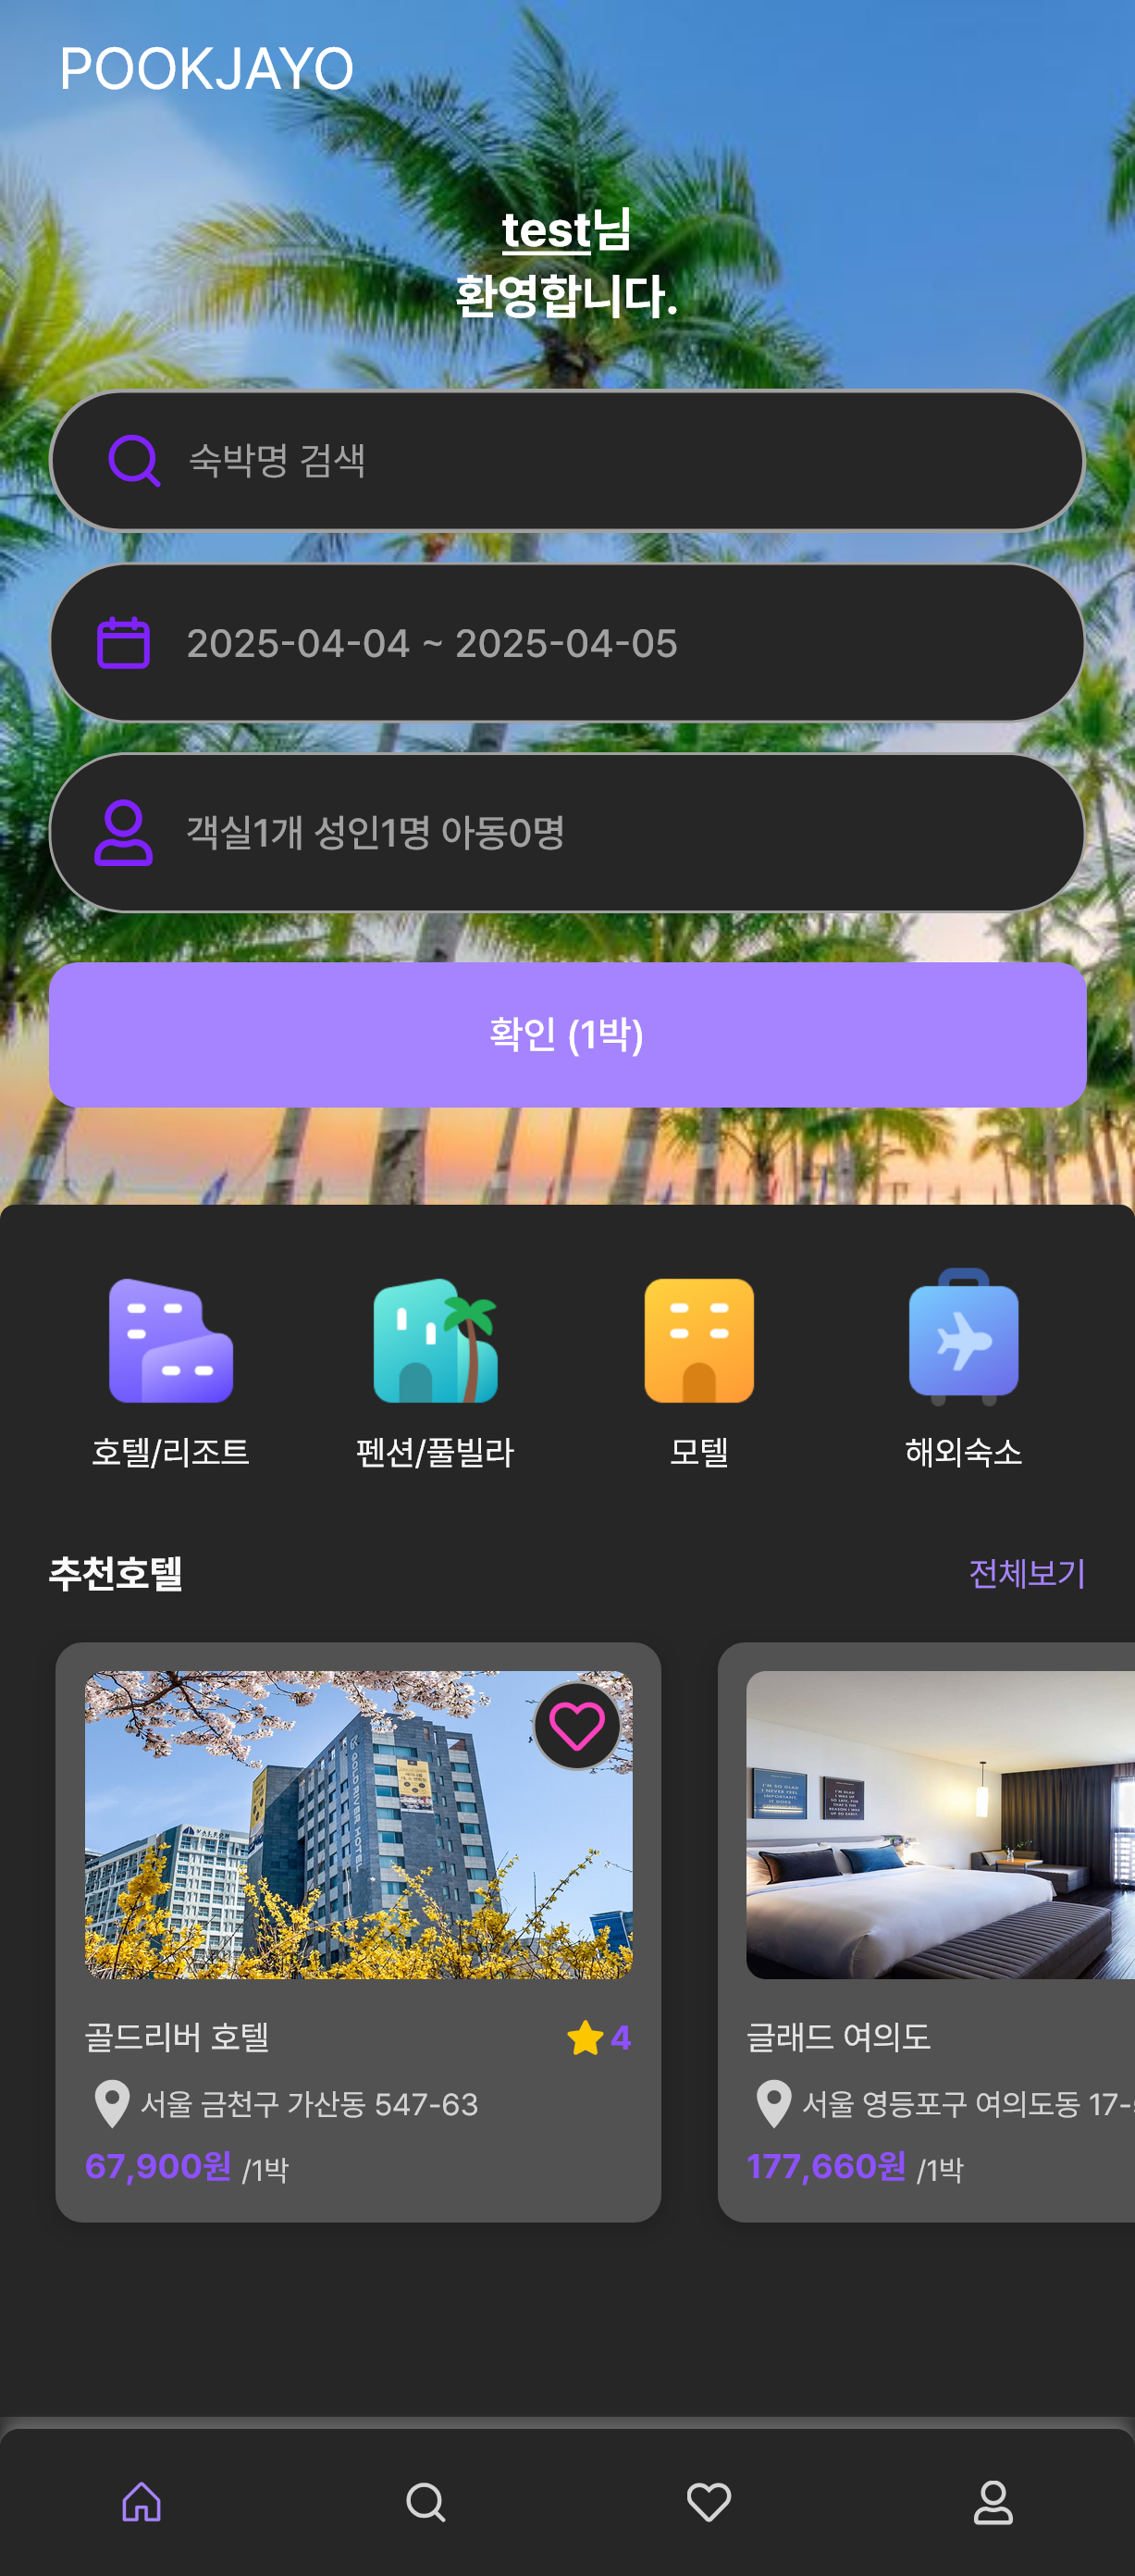 POOKJAYO
test님
환영합니다.
숙박명 검색
2025-04-04 ~ 2025-04-05
객실1개 성인1명 아동0명
확인 (1박)
호텔/리조트
펜션/풀빌라
모텔
해외숙소
추천호텔
전체보기
GOLD RIVER HOTEL
골드리버 호텔
4
서울 금천구 가산동 547-63
67,900원 /1박
글래드 여의도
서울 영등포구 여의도동 17-
177,660원 /1박